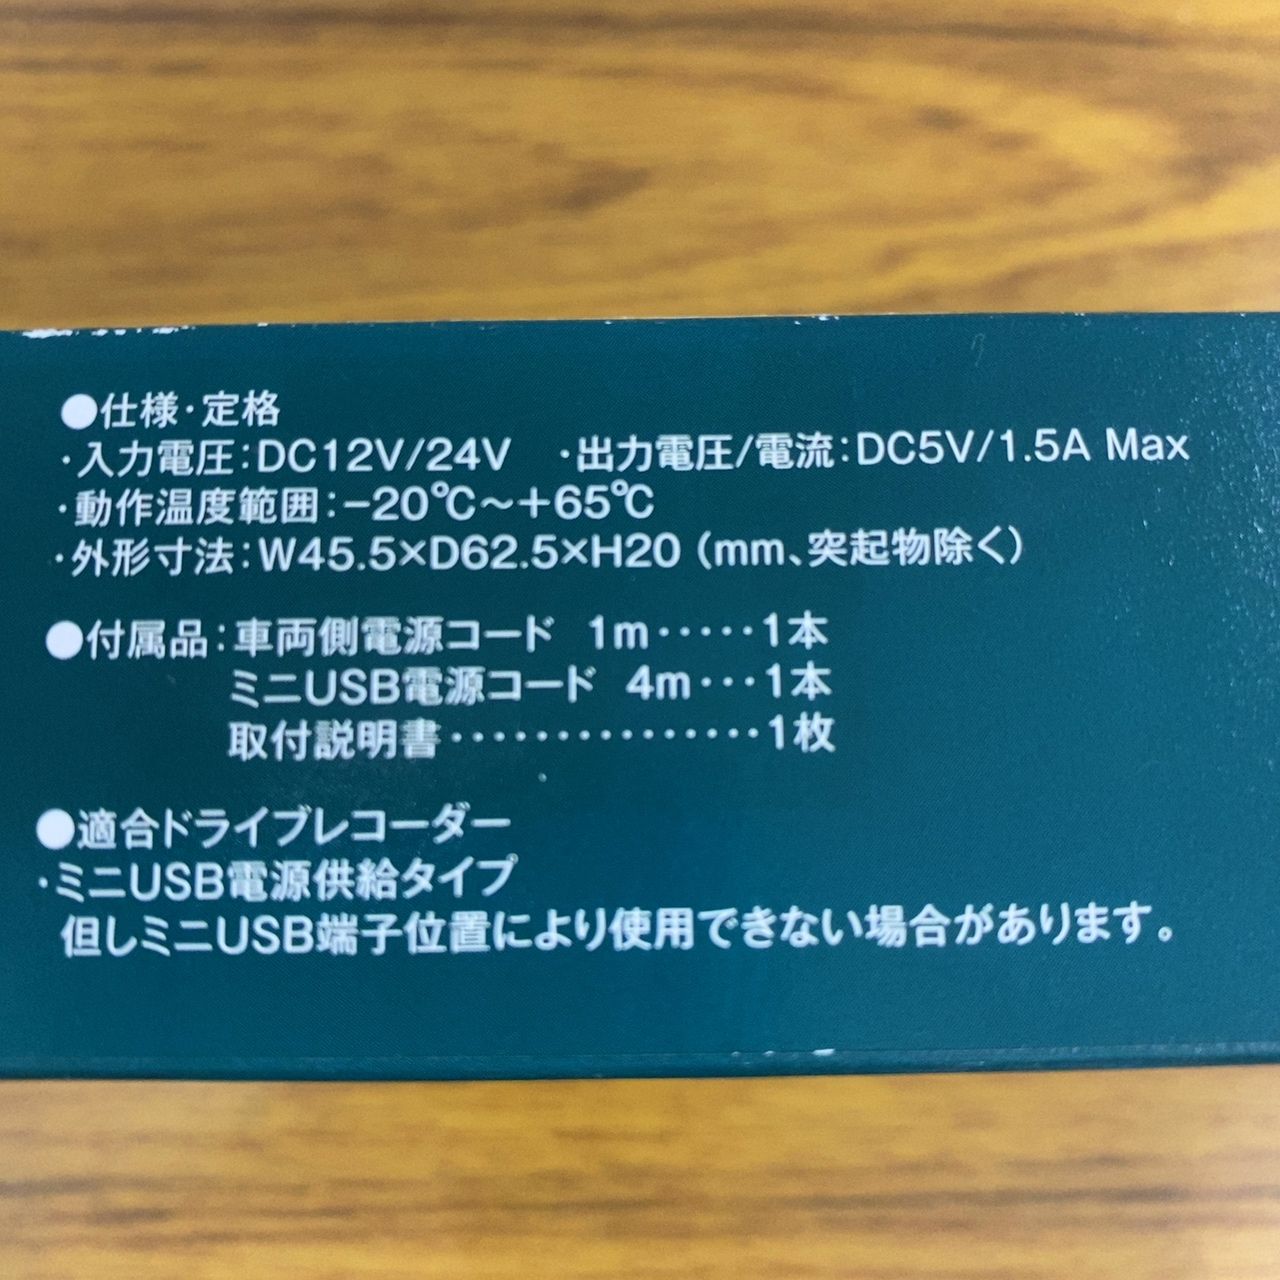 ●仕様・定格
・入力電圧:DC12V/24V ・出力電圧/電流:DC5V/1.5A Max
・動作温度範囲:−20℃〜+65℃
・外形寸法:W45.5×D62.5×H20 (mm、突起物除く)
●付属品:車両側電源コード 1m・・・・・1本
ミニUSB電源コード 4m・・・1本
取付説明書・・・・・・・・・・・・・・・1枚
●適合ドライブレコーダー
・ミニUSB電源供給タイプ
但しミニUSB端子位置により使用できない場合があります。